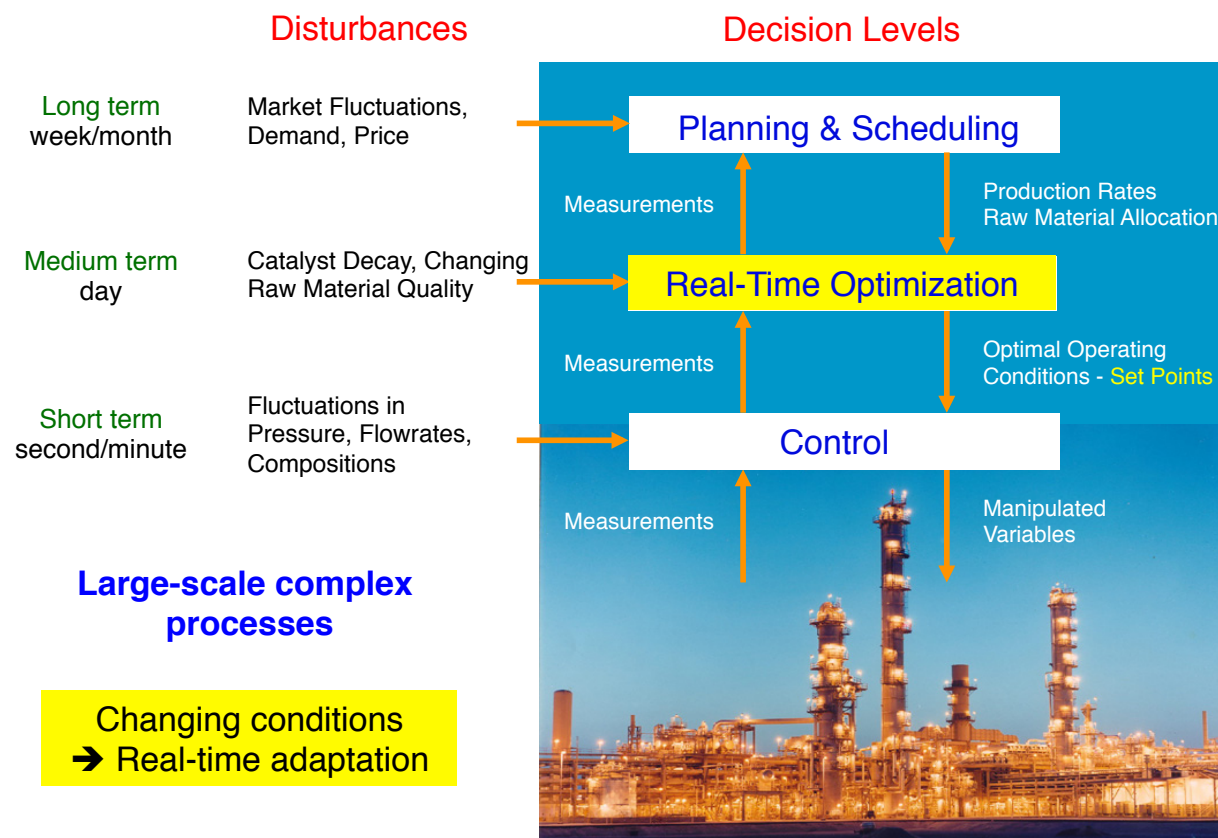 Disturbances
Decision Levels
Long term
week/month
Market Fluctuations,
Demand, Price
Planning & Scheduling
Measurements
Production Rates
Raw Material Allocation
Medium term
day
Catalyst Decay, Changing
Raw Material Quality
Real-Time Optimization
Measurements
Optimal Operating
Conditions - Set Points
Short term
second/minute
Fluctuations in
Pressure, Flowrates,
Compositions
Control
Measurements
Manipulated
Variables
Large-scale complex
processes
Changing conditions
➔ Real-time adaptation